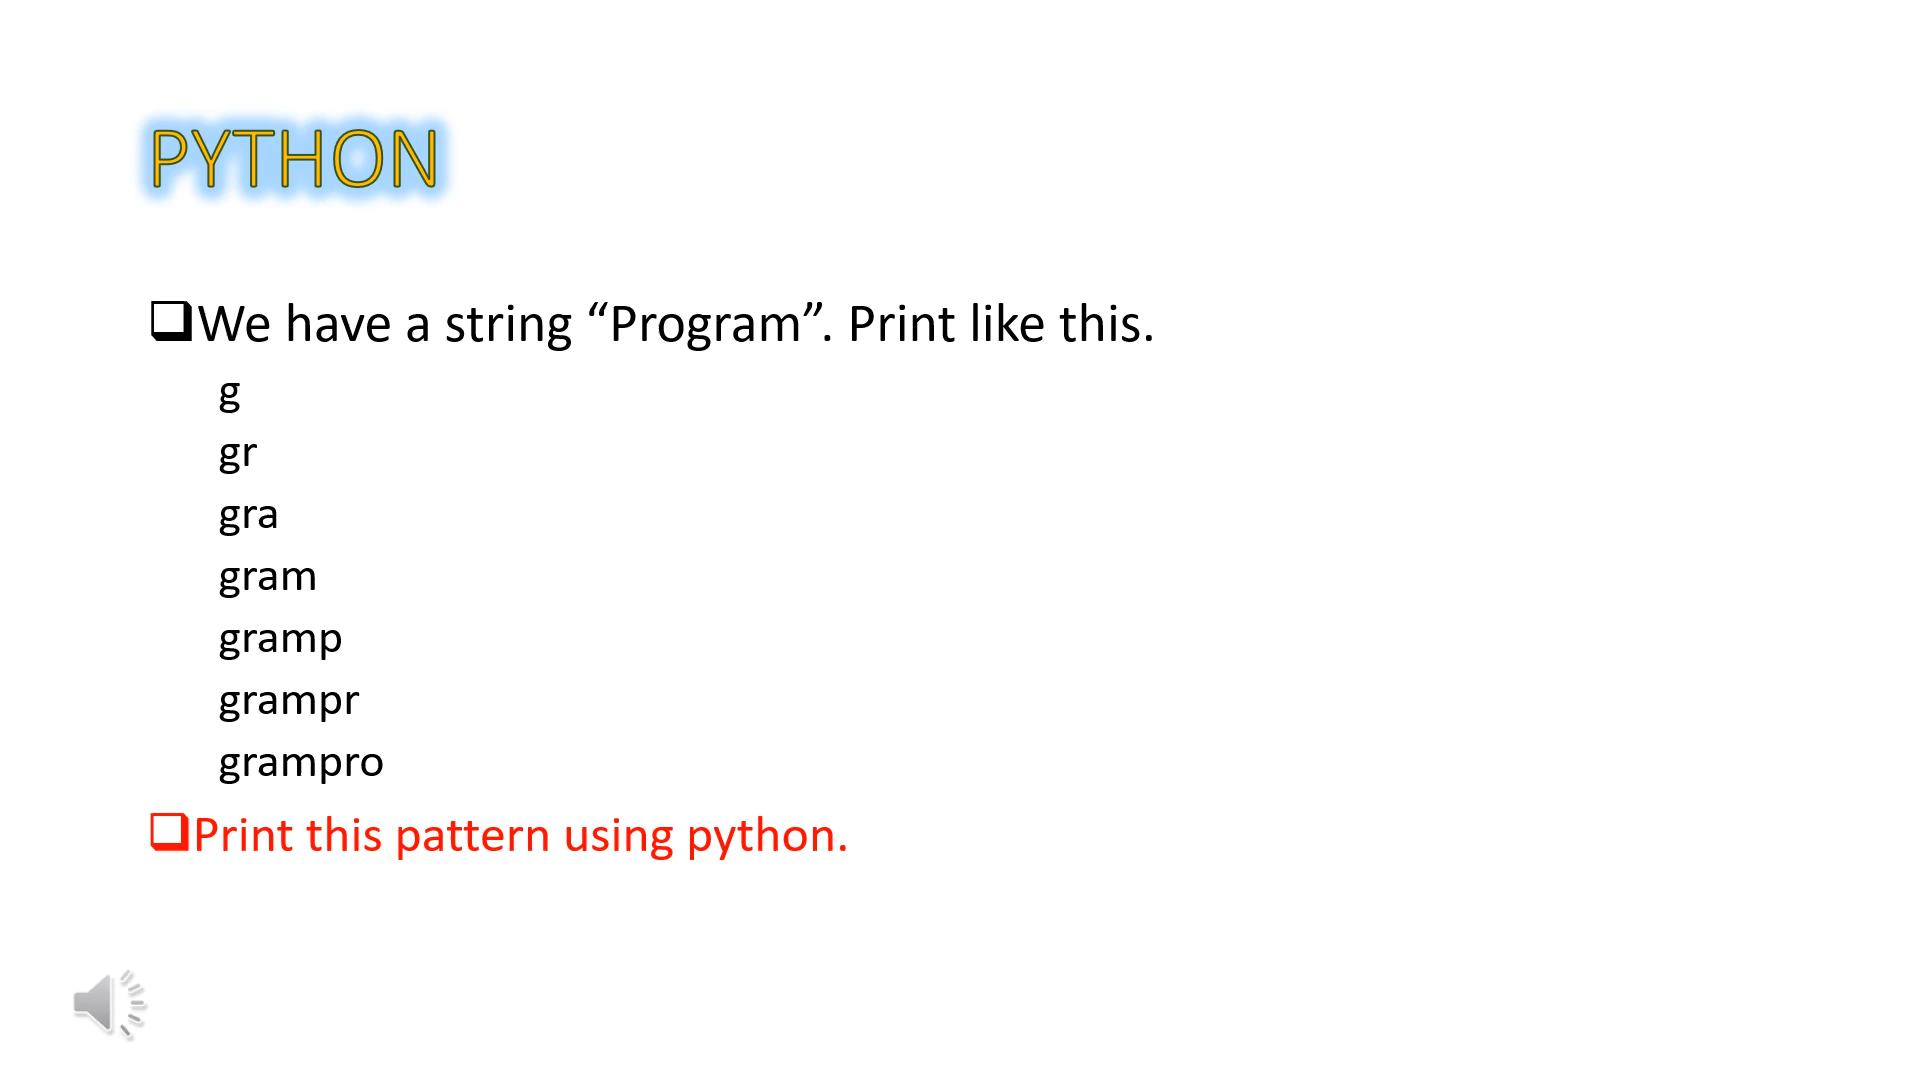 PYTHON
We have a string “Program”. Print like this.
g
gr
gra
gram
gramp
grampr
grampro
Print this pattern using python.